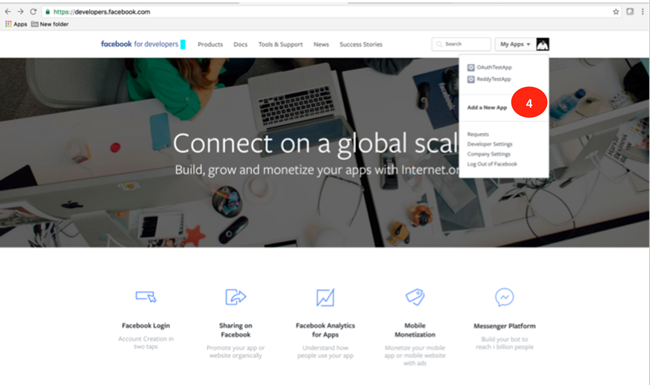 https://developers.facebook.com
Apps New folder
facebook for developers Products Docs Tools & Support News Success Stories Search My Apps
OAuthTestApp
ReddyTestApp
Add a New App 4
Requests
Developer Settings
Company Settings
Log Out of Facebook
Connect on a global scal
Build, grow and monetize your apps with Internet.or
Facebook Login
Account Creation in
two taps
Sharing on
Facebook
Promote your app or
website organically
Facebook Analytics
for Apps
Understand how
people use your app
Mobile
Monetization
Monetize your mobile
app or mobile website
with ads
Messenger Platform
Build your bot to
reach 1 billion people